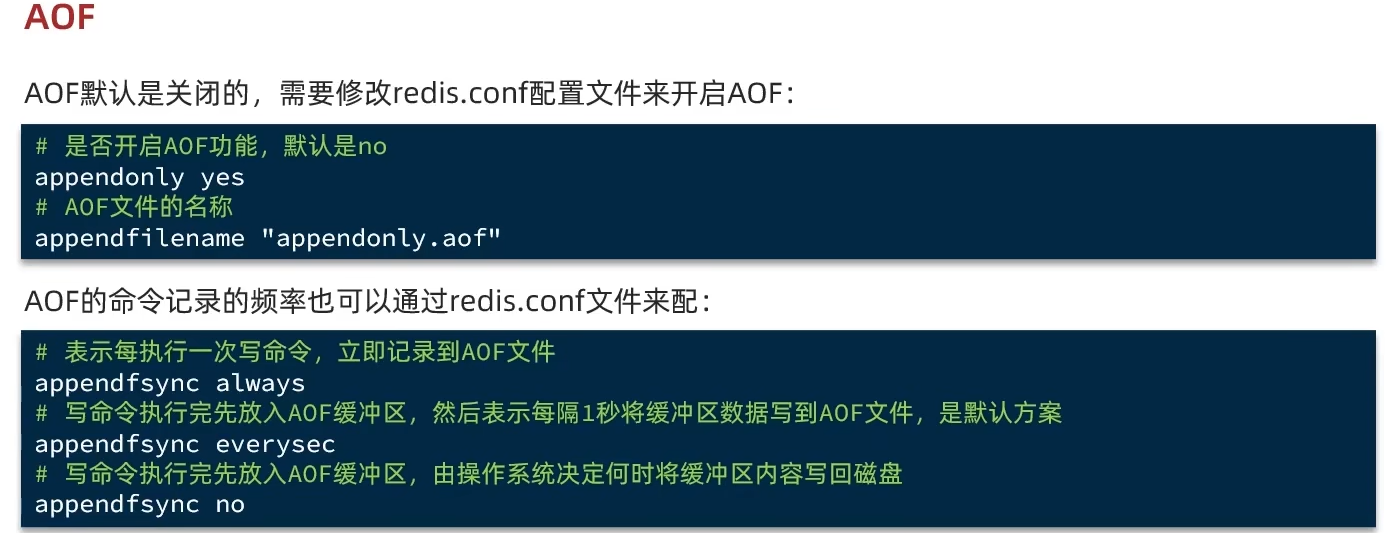 AOF
AOF默认是关闭的，需要修改redis.conf配置文件来开启AOF：
# 是否开启AOF功能，默认是no
appendonly yes
# AOF文件的名称
appendfilename "appendonly.aof"
AOF的命令记录的频率也可以通过redis.conf文件来配：
# 表示每执行一次写命令，立即记录到AOF文件
appendfsync always
# 写命令执行完先放入AOF缓冲区，然后表示每隔1秒将缓冲区数据写到AOF文件，是默认方案
appendfsync everysec
# 写命令执行完先放入AOF缓冲区，由操作系统决定何时将缓冲区内容写回磁盘
appendfsync no